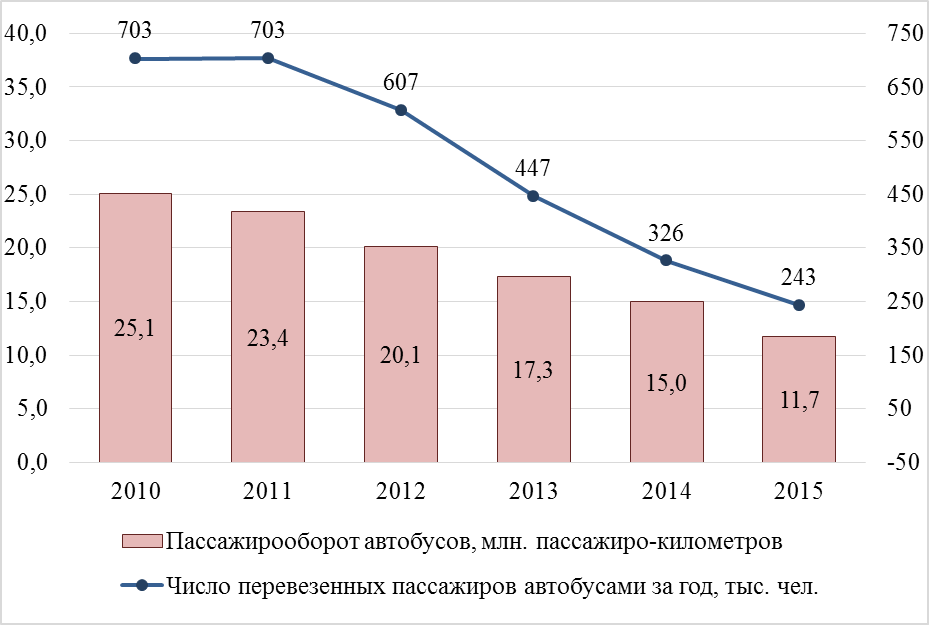 40,0 703 703 750
35,0 607 650
30,0 550
25,0 447 450
20,0 326 350
15,0 243 250
25,1 23,4 20,1 17,3 15,0 11,7
10,0 150
5,0 50
0,0 -50
2010 2011 2012 2013 2014 2015
Пассажирооборот автобусов, млн. пассажиро-километров
Число перевезенных пассажиров автобусами за год, тыс. чел.